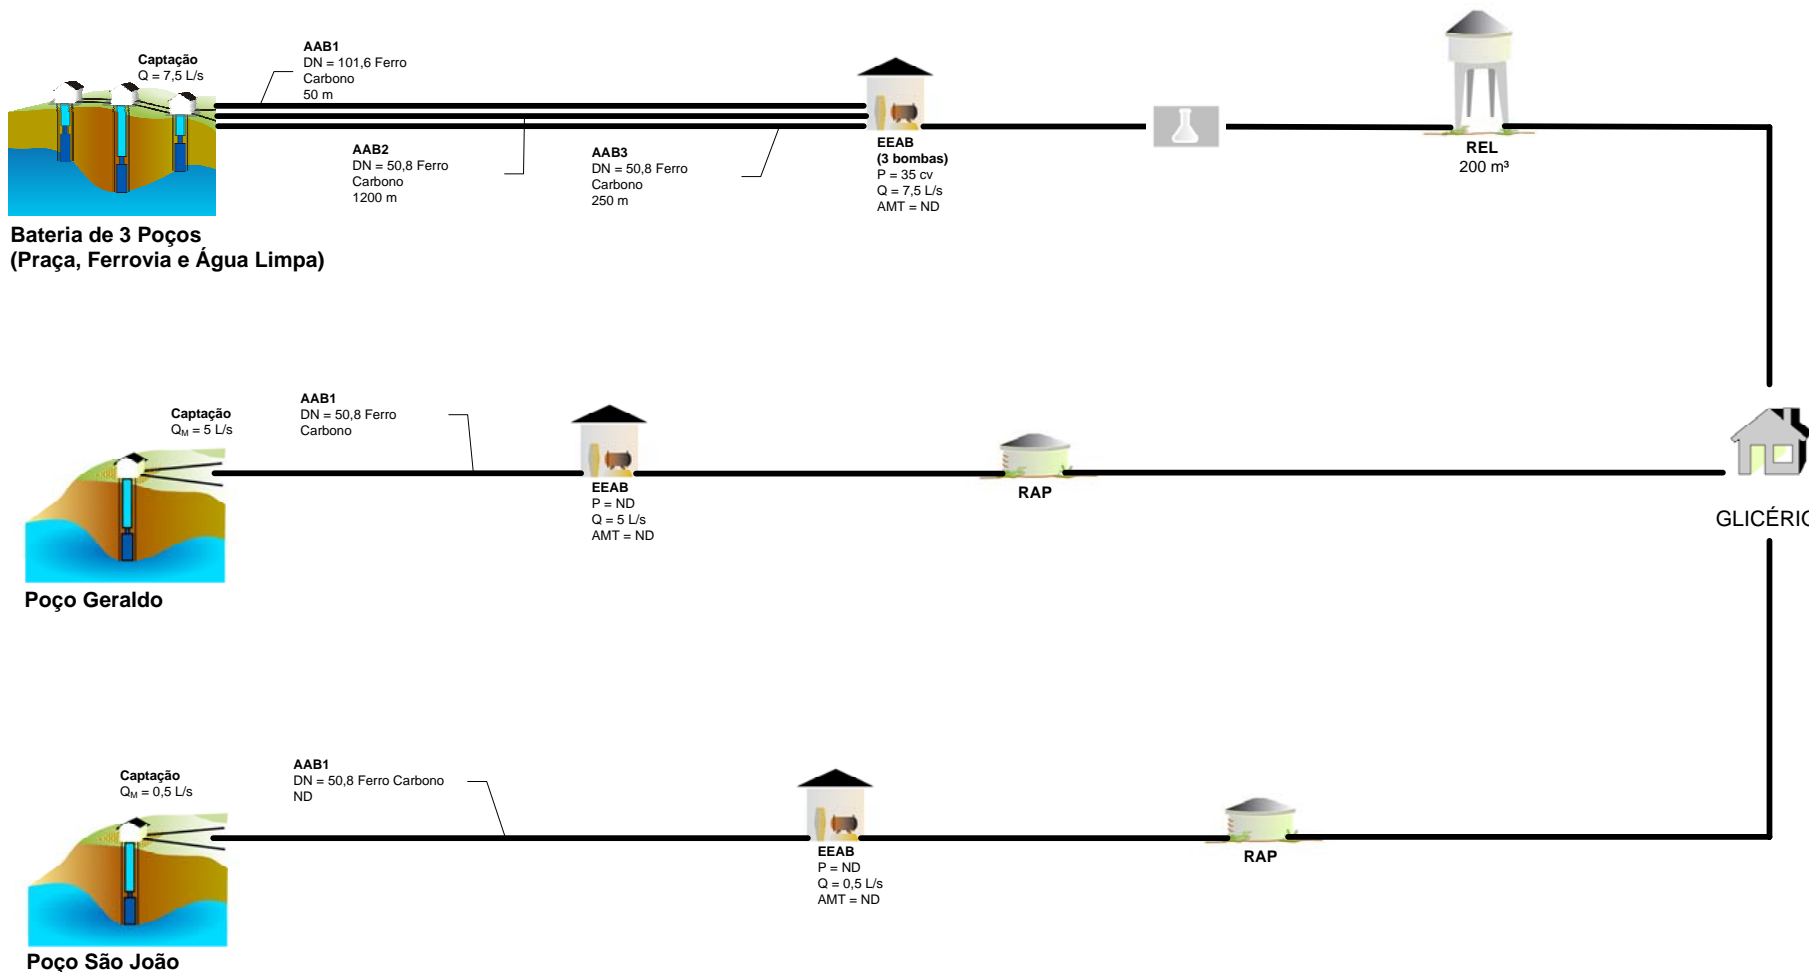 Captação
Q = 7,5 L/s
AAB1
DN = 101,6 Ferro
Carbono
50 m
AAB2
DN = 50,8 Ferro
Carbono
1200 m
AAB3
DN = 50,8 Ferro
Carbono
250 m
EEAB
(3 bombas)
P = 35 cv
Q = 7,5 L/s
AMT = ND
REL
200 m³
Bateria de 3 Poços
(Praça, Ferrovia e Água Limpa)
Captação
Q_M = 5 L/s
AAB1
DN = 50,8 Ferro
Carbono
EEAB
P = ND
Q = 5 L/s
AMT = ND
RAP
GLICÉRIO
Poço Geraldo
Captação
Q_M = 0,5 L/s
AAB1
DN = 50,8 Ferro Carbono
ND
EEAB
P = ND
Q = 0,5 L/s
AMT = ND
RAP
Poço São João